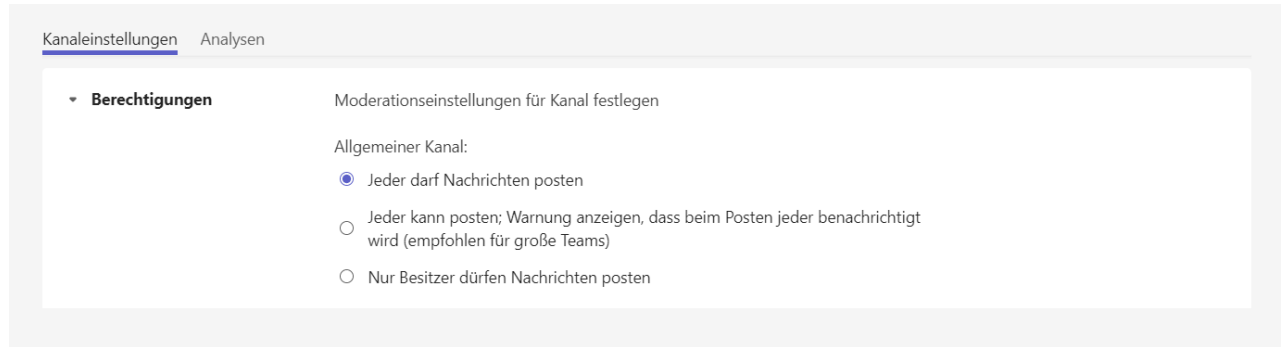 Kanaleinstellungen Analysen
Berechtigungen Moderationseinstellungen für Kanal festlegen
Allgemeiner Kanal:
Jeder darf Nachrichten posten
Jeder kann posten; Warnung anzeigen, dass beim Posten jeder benachrichtigt
wird (empfohlen für große Teams)
Nur Besitzer dürfen Nachrichten posten